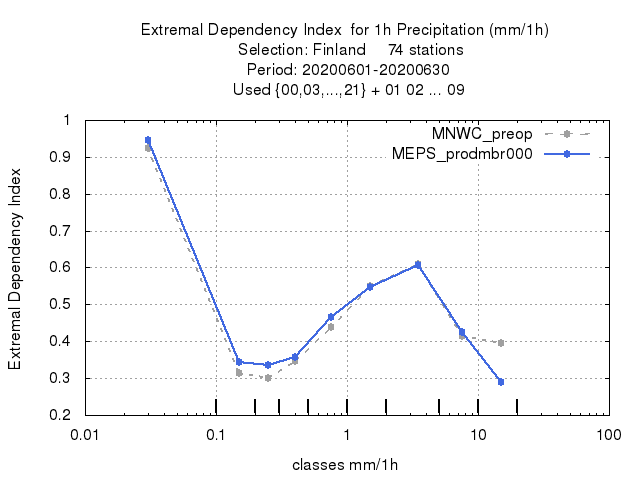 Extremal Dependency Index  for 1h Precipitation (mm/1h)
Selection: Finland     74 stations
Period: 20200601-20200630
Used {00,03,...,21} + 01 02 ... 09
MNWC_preop
MEPS_prodmbr000
Extremal Dependency Index
1
0.9
0.8
0.7
0.6
0.5
0.4
0.3
0.2
0.01 0.1 1 10 100
classes mm/1h